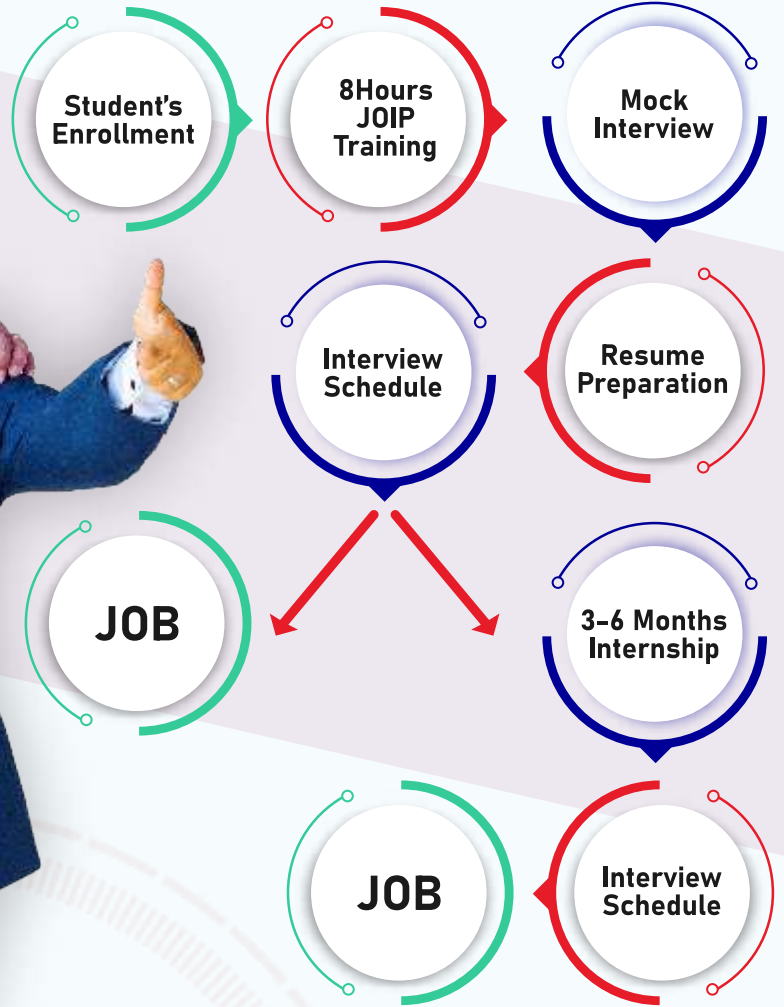 Student's
Enrollment
8Hours
JOIP
Training
Mock
Interview
Resume
Preparation
Interview
Schedule
JOB
3-6 Months
Internship
Interview
Schedule
JOB